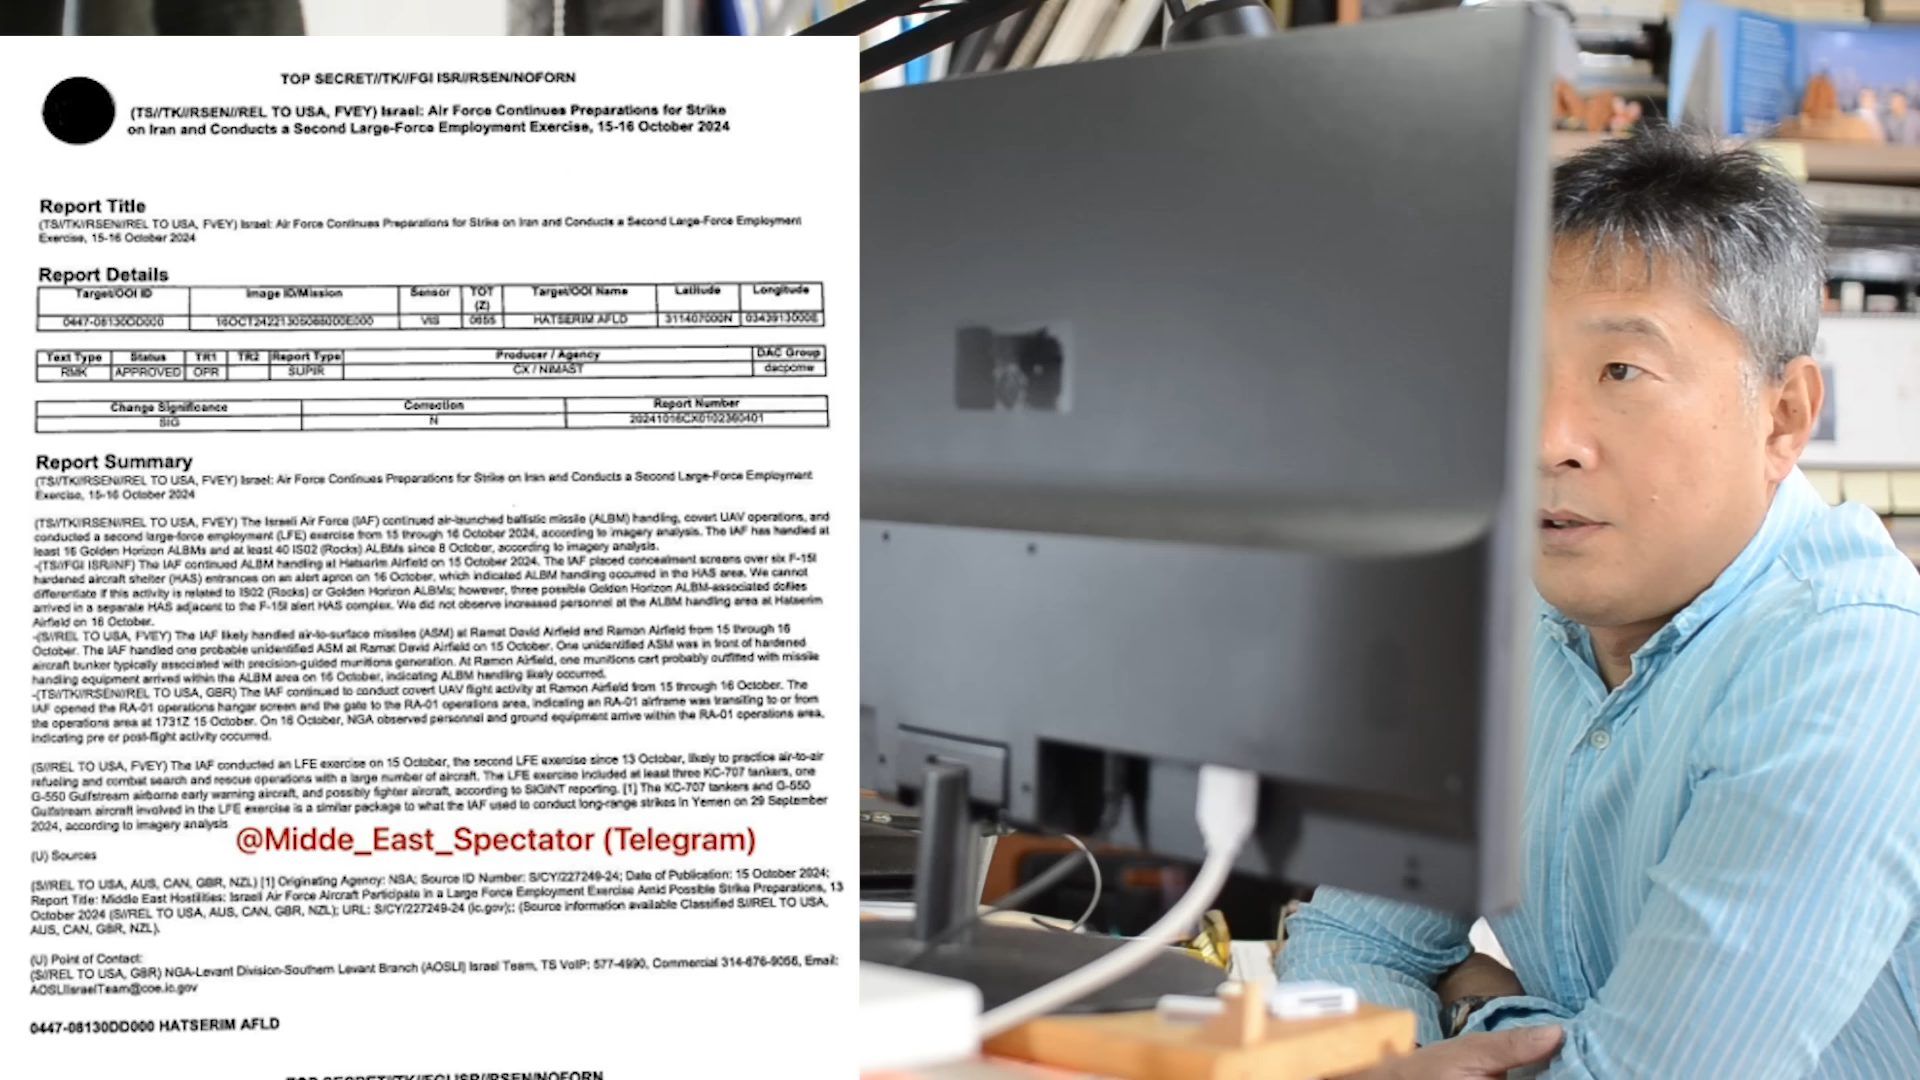 TOP SECRET//TK//FGI ISR//RSEN/NOFORN
(TS//TK//RSEN//REL TO USA, FVEY) Israel: Air Force Continues Preparations for Strike
on Iran and Conducts a Second Large-Force Employment Exercise, 15-16 October 2024
Report Title
(TS//TK//RSEN//REL TO USA, FVEY) Israel: Air Force Continues Preparations for Strike on Iran and Conducts a Second Large-Force Employment
Exercise, 15-16 October 2024
Report Details
Target/OOI ID Image ID/Mission Sensor TOT (Z) Target/OOI Name Latitude Longitude
0447-08130DD000 VIS 0655 HATSERIM AFLD 311407000N
Text Type Status TR1 TR2 Report Type Producer / Agency DAC Group
RMK APPROVED OPR SUPIR CX / NIMAST dacpomw
Change Significance Correction Report Number
SIG N 20241016CX0102360401
Report Summary
(TS//TK//RSEN//REL TO USA, FVEY) Israel: Air Force Continues Preparations for Strike on Iran and Conducts a Second Large-Force Employment
Exercise, 15-16 October 2024
(TS//TK//RSEN//REL TO USA, FVEY) The Israeli Air Force (IAF) continued air-launched ballistic missile (ALBM) handling, covert UAV operations, and
conducted a second large-force employment (LFE) exercise from 15 through 16 October 2024, according to imagery analysis. The IAF has handled at
least 16 Golden Horizon ALBMs and at least 40 IS02 (Rocks) ALBMs since 8 October, according to imagery analysis.
-(TS//FGI ISR//NF) The IAF continued ALBM handling at Hatserim Airfield on 15 October 2024. The IAF placed concealment screens over six F-15I
hardened aircraft shelter (HAS) entrances on an alert apron on 16 October, which indicated ALBM handling occurred in the HAS area. We cannot
differentiate if this activity is related to IS02 (Rocks) or Golden Horizon ALBMs; however, three possible Golden Horizon ALBM-associated dollies
arrived in a separate HAS adjacent to the F-15I alert HAS complex. We did not observe increased personnel at the ALBM handling area at Hatserim
Airfield on 16 October.
-(S//REL TO USA, FVEY) The IAF likely handled air-to-surface missiles (ASM) at Ramat David Airfield and Ramon Airfield from 15 through 16
October. The IAF handled one probable unidentified ASM at Ramat David Airfield on 15 October. One unidentified ASM was in front of hardened
aircraft bunker typically associated with precision-guided munitions generation. At Ramon Airfield, one munitions cart probably outfitted with missile
handling equipment arrived within the ALBM area on 16 October, indicating ALBM handling likely occurred.
-(TS//TK//RSEN//REL TO USA, GBR) The IAF continued to conduct covert UAV flight activity at Ramon Airfield from 15 through 16 October. The
IAF opened the RA-01 operations hangar screen and the gate to the RA-01 operations area, indicating an RA-01 airframe was transiting to or from
the operations area at 1731Z 15 October. On 16 October, NGA observed personnel and ground equipment arrive within the RA-01 operations area,
indicating pre or post-flight activity occurred.
(S//REL TO USA, FVEY) The IAF conducted an LFE exercise on 15 October, the second LFE exercise since 13 October, likely to practice air-to-air
refueling and combat search and rescue operations with a large number of aircraft. The LFE exercise included at least three KC-707 tankers, one
G-550 Gulfstream airborne early warning aircraft, and possibly fighter aircraft, according to SIGINT reporting. [1] The KC-707 tankers and G-550
Gulfstream aircraft involved in the LFE exercise is a similar package to what the IAF used to conduct long-range strikes in Yemen on 29 September
2024, according to imagery analysis
@Midde_East_Spectator (Telegram)
(U) Sources
(S//REL TO USA, AUS, CAN, GBR, NZL) [1] Originating Agency: NSA; Source ID Number: S/CY/227249-24; Date of Publication: 15 October 2024;
Report Title: Middle East Hostilities: Israeli Air Force Aircraft Participate in a Large Force Employment Exercise Amid Possible Strike Preparations, 13
October 2024 (S//REL TO USA, AUS, CAN, GBR, NZL); URL: S/CY/227249-24 (ic.gov);; (Source information available Classified S//REL TO USA,
AUS, CAN, GBR, NZL).
(U) Point of Contact:
(S//REL TO USA, GBR) NGA-Levant Division-Southern Levant Branch (AOSLI) Israel Team, TS VoIP: 577-4990, Commercial 314-676-9056, Email:
AOSLIIsraelTeam@coe.ic.gov
0447-08130DD000 HATSERIM AFLD
TOP SECRET//TK//FGI ISR//RSEN/NOFORN